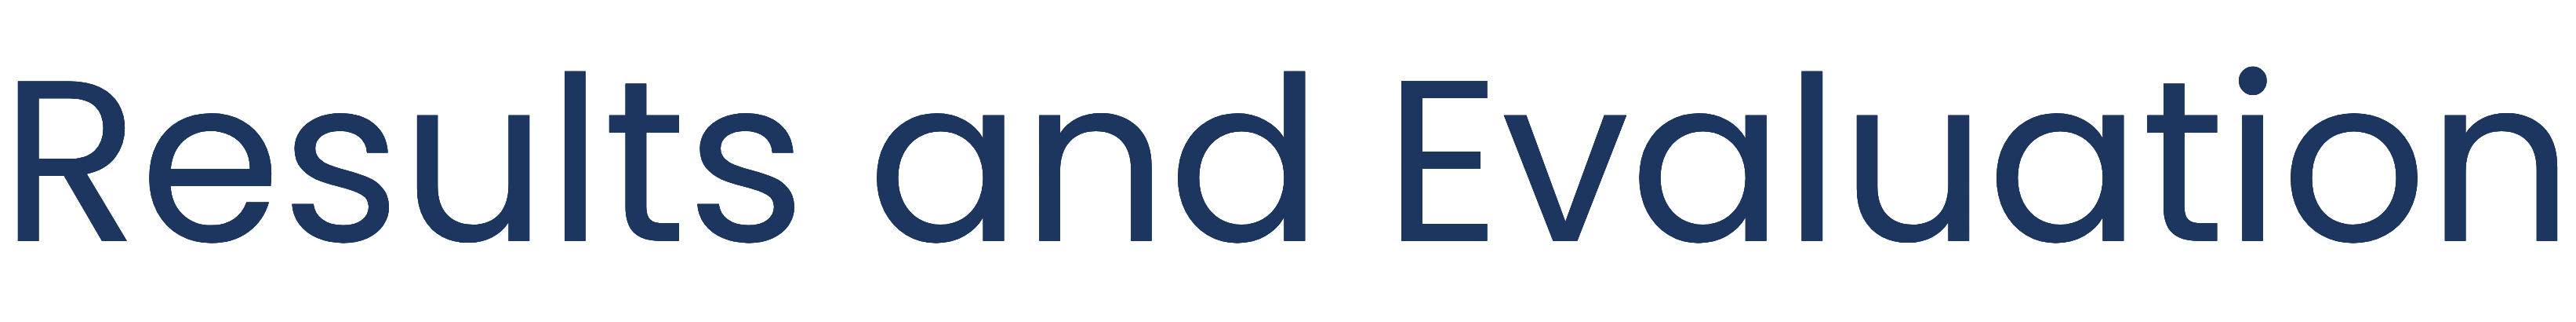 Results and Evaluation